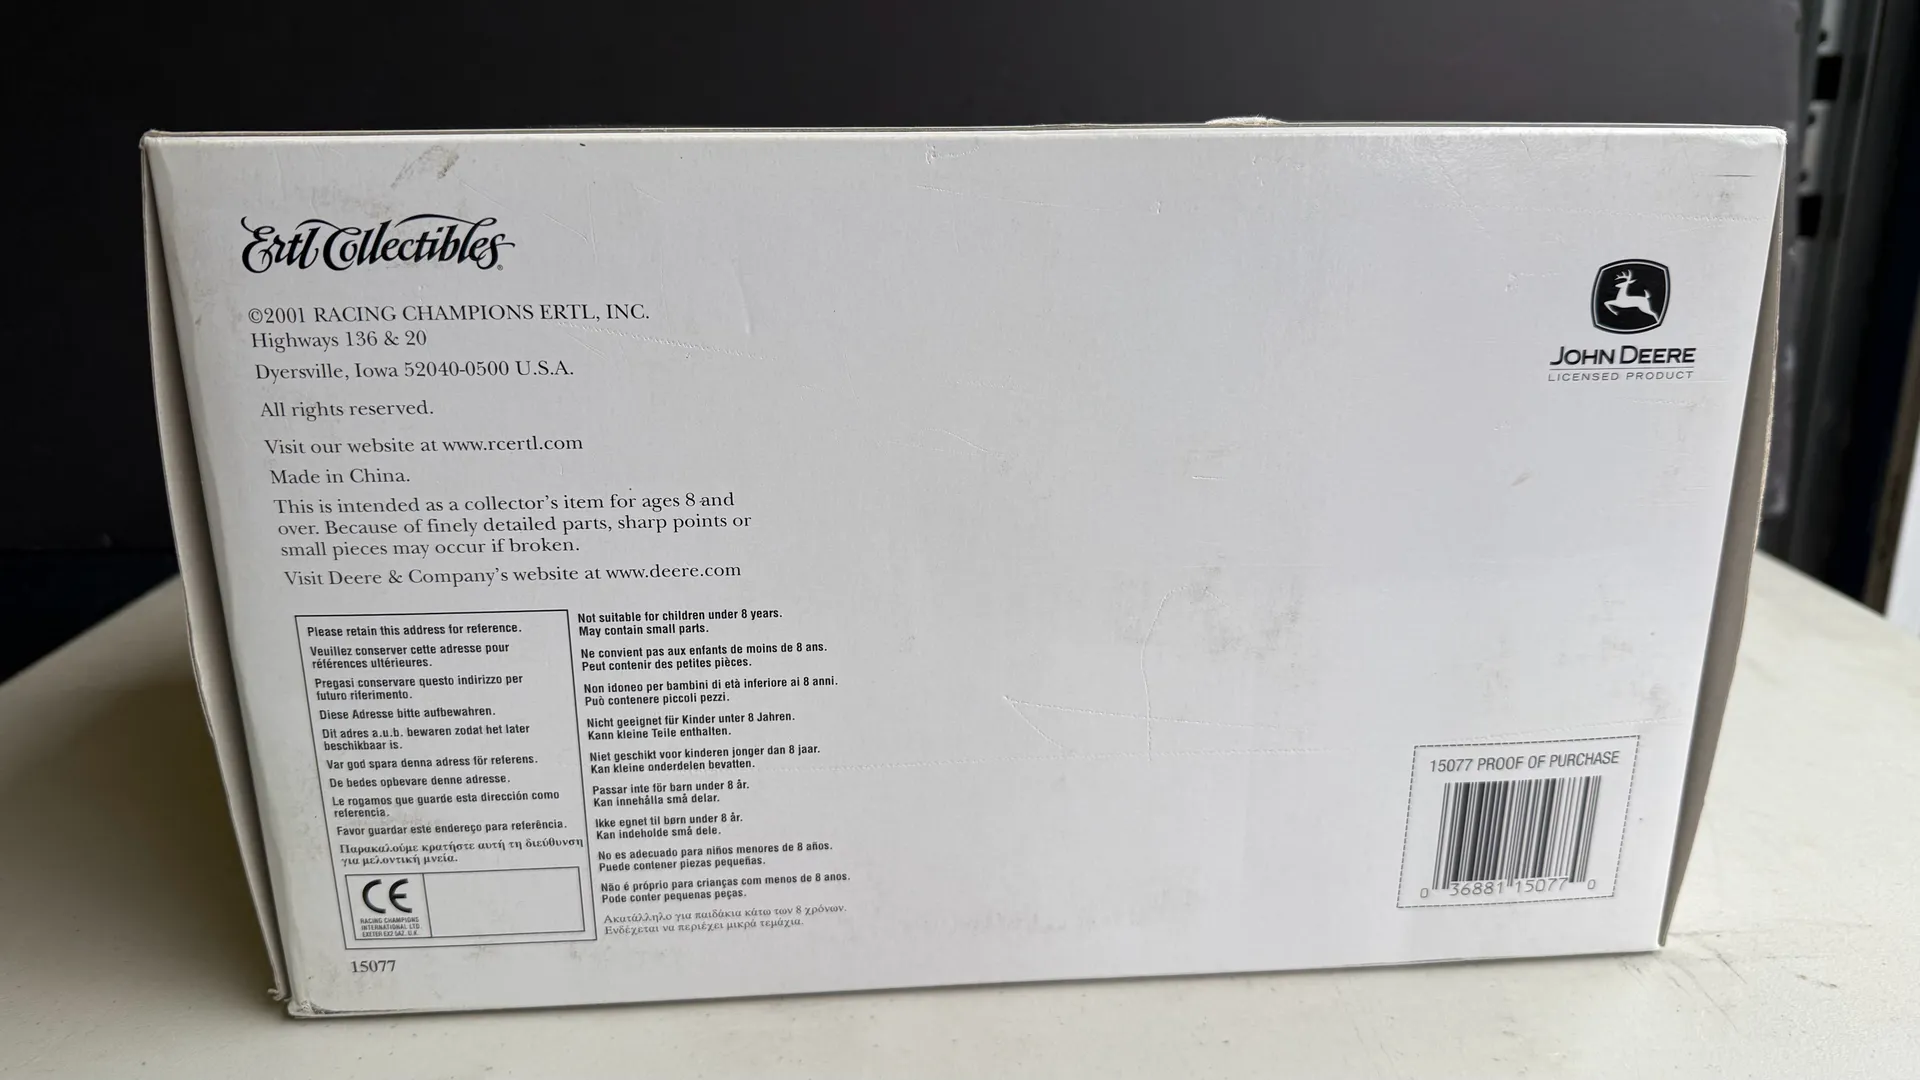 Ertl Collectibles®
©2001 RACING CHAMPIONS ERTL, INC.
Highways 136 & 20
Dyersville, Iowa 52040-0500 U.S.A.
All rights reserved.
Visit our website at www.rcertl.com
Made in China.
This is intended as a collector's item for ages 8 and
over. Because of finely detailed parts, sharp points or
small pieces may occur if broken.
Visit Deere & Company's website at www.deere.com
Please retain this address for reference.
Veuillez conserver cette adresse pour
références ultérieures.
Pregasi conservare questo indirizzo per
futuro riferimento.
Diese Adresse bitte aufbewahren.
Dit adres a.u.b. bewaren zodat het later
beschikbaar is.
Var god spara denna adress för referens.
De bedes opbevare denne adresse.
Le rogamos que guarde esta dirección como
referencia.
Favor guardar este endereço para referência.
Παρακαλούμε κρατήστε αυτή τη διεύθυνση
για μελοντική μνεία.
CE
RACING CHAMPIONS
INTERNATIONAL LTD.
EXETER EX2 5AZ, U.K.
15077
Not suitable for children under 8 years.
May contain small parts.
Ne convient pas aux enfants de moins de 8 ans.
Peut contenir des petites pièces.
Non idoneo per bambini di età inferiore ai 8 anni.
Può contenere piccoli pezzi.
Nicht geeignet für Kinder unter 8 Jahren.
Kann kleine Teile enthalten.
Niet geschikt voor kinderen jonger dan 8 jaar.
Kan kleine onderdelen bevatten.
Passar inte för barn under 8 år.
Kan innehålla små delar.
Ikke egnet til børn under 8 år.
Kan indeholde små dele.
No es adecuado para niños menores de 8 años.
Puede contener piezas pequeñas.
Não é próprio para crianças com menos de 8 anos.
Pode conter pequenas peças.
Ακατάλληλο για παιδάκια κάτω των 8 χρόνων.
Ενδέχεται να περιέχει μικρά τεμάχια.
JOHN DEERE
LICENSED PRODUCT
15077 PROOF OF PURCHASE
0 36881 15077 0